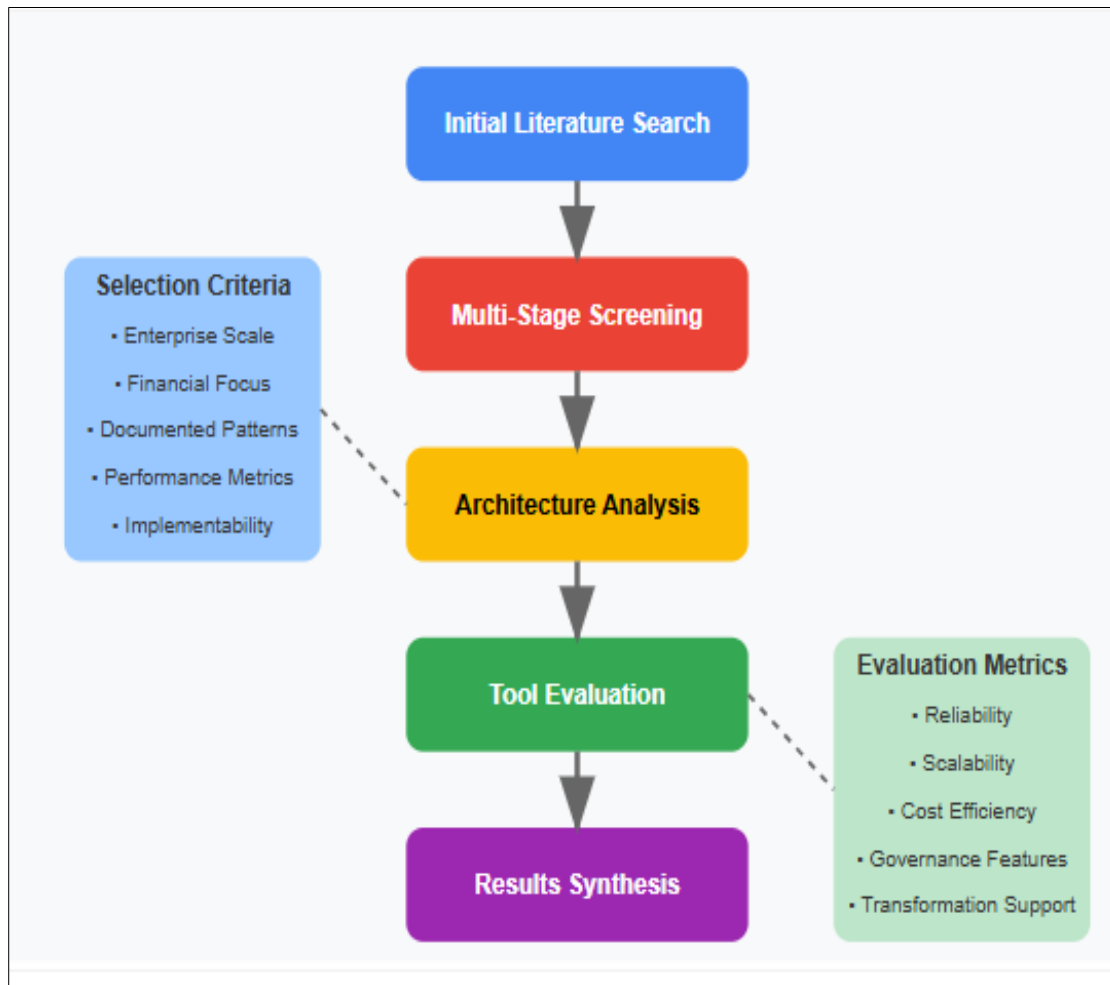 Initial Literature Search
Multi-Stage Screening
Selection Criteria
▪ Enterprise Scale
▪ Financial Focus
▪ Documented Patterns
▪ Performance Metrics
▪ Implementability
Architecture Analysis
Tool Evaluation
Evaluation Metrics
▪ Reliability
▪ Scalability
▪ Cost Efficiency
▪ Governance Features
▪ Transformation Support
Results Synthesis